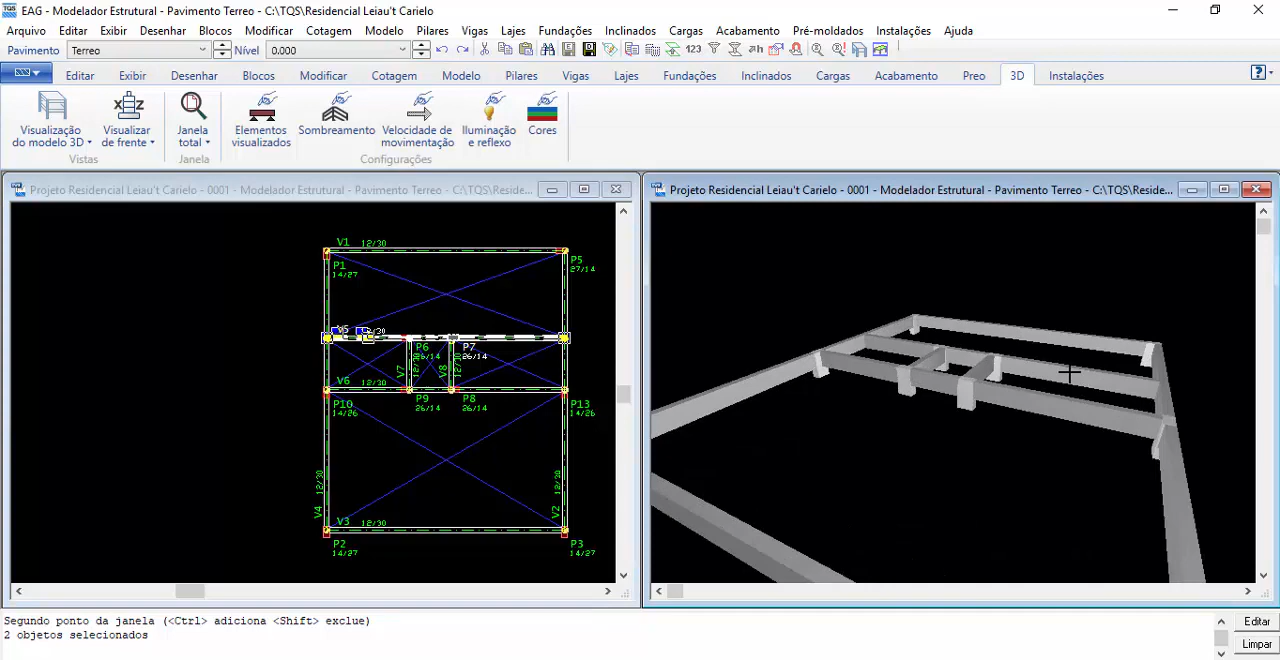 EAG - Modelador Estrutural - Pavimento Terreo - C:\TQS\Residencial Leiau't Carielo
Arquivo Editar Exibir Desenhar Blocos Modificar Cotagem Modelo Pilares Vigas Lajes Fundações Inclinados Cargas Acabamento Pré-moldados Instalações Ajuda
Pavimento Terreo Nível 0.000
Editar Exibir Desenhar Blocos Modificar Cotagem Modelo Pilares Vigas Lajes Fundações Inclinados Cargas Acabamento Preo 3D Instalações
Visualização do modelo 3D
Visualizar de frente
Janela total
Elementos visualizados
Sombreamento
Velocidade de movimentação
Iluminação e reflexo
Cores
Vistas Janela Configurações
Projeto Residencial Leiau't Carielo - 0001 - Modelador Estrutural - Pavimento Terreo - C:\TQS\Reside...
Projeto Residencial Leiau't Carielo - 0001 - Modelador Estrutural - Pavimento Terreo - C:\TQS\Reside...
V1 12/30
P1
14/27
P5
27/14
V5
P6
26/14
P7
26/14
V7 12/30
V8 12/30
V6 12/30
P10
14/26
P9
26/14
P8
26/14
P13
14/26
V4 12/30
V2 12/30
V3 12/30
P2
14/27
P3
14/27
Segundo ponto da janela (<Ctrl> adiciona <Shift> exclue)
2 objetos selecionados
Editar
Limpar